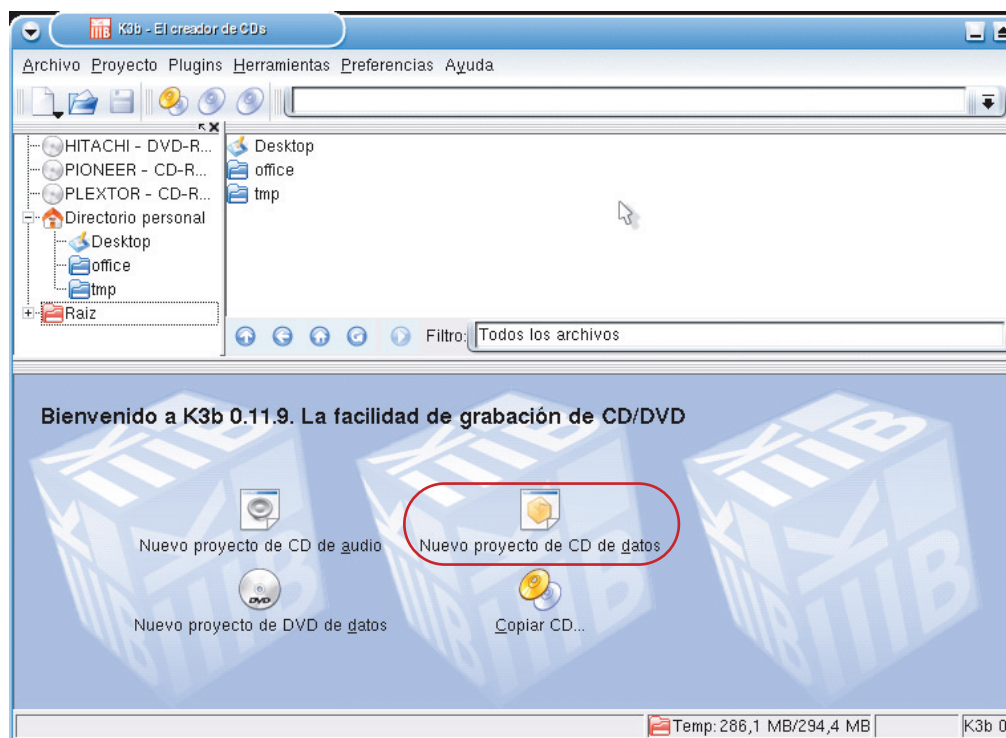 K3b - El creador de CDs
Archivo Proyecto Plugins Herramientas Preferencias Ayuda
HITACHI - DVD-R...
PIONEER - CD-R...
PLEXTOR - CD-R...
Directorio personal
Desktop
office
tmp
Raiz
Desktop
office
tmp
Filtro: Todos los archivos
Bienvenido a K3b 0.11.9. La facilidad de grabación de CD/DVD
Nuevo proyecto de CD de audio
Nuevo proyecto de CD de datos
DVD
Nuevo proyecto de DVD de datos
Copiar CD...
Temp: 286,1 MB/294,4 MB
K3b 0